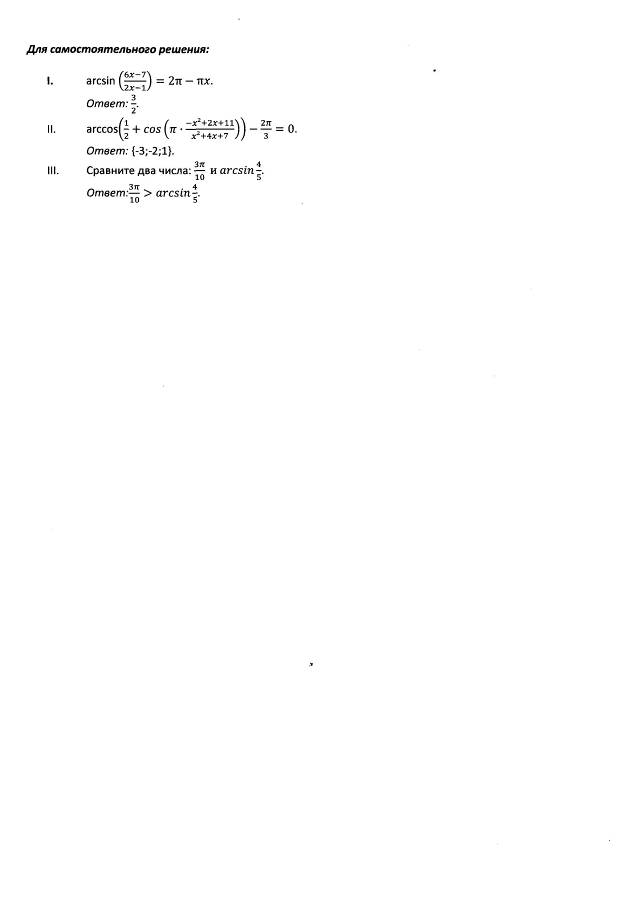 Для самостоятельного решения:
I. arcsin (6x−7/2x−1) = 2π − πx.
Ответ: 3/2.
II. arccos(1/2 + cos (π · −x²+2x+11/x²+4x+7)) − 2π/3 = 0.
Ответ: {-3;-2;1}.
III. Сравните два числа: 3π/10 и arcsin 4/5.
Ответ: 3π/10 > arcsin 4/5.